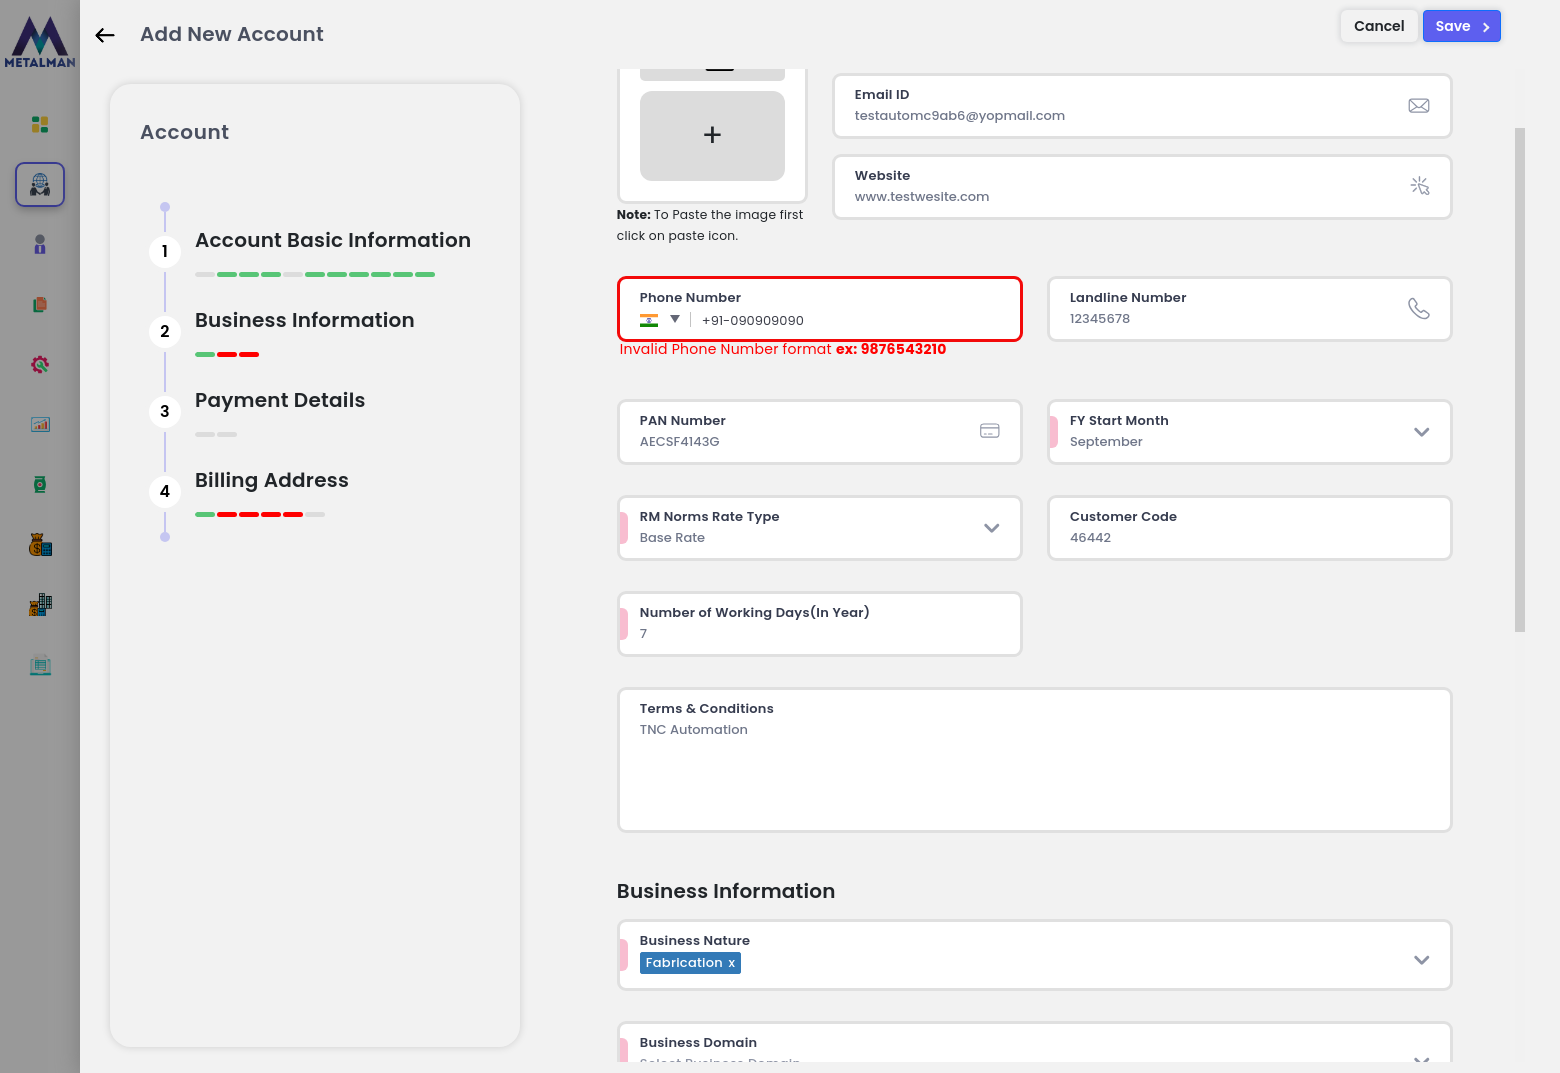 METALMAN
Add New Account
Cancel
Save
Account
1
Account Basic Information
2
Business Information
3
Payment Details
4
Billing Address
+
Note: To Paste the image first
click on paste icon.
Email ID
testautomc9ab6@yopmail.com
Website
www.testwesite.com
Phone Number
+91-090909090
Invalid Phone Number format ex: 9876543210
Landline Number
12345678
PAN Number
AECSF4143G
FY Start Month
September
RM Norms Rate Type
Base Rate
Customer Code
46442
Number of Working Days(In Year)
7
Terms & Conditions
TNC Automation
Business Information
Business Nature
Fabrication x
Business Domain
Select Business Domain